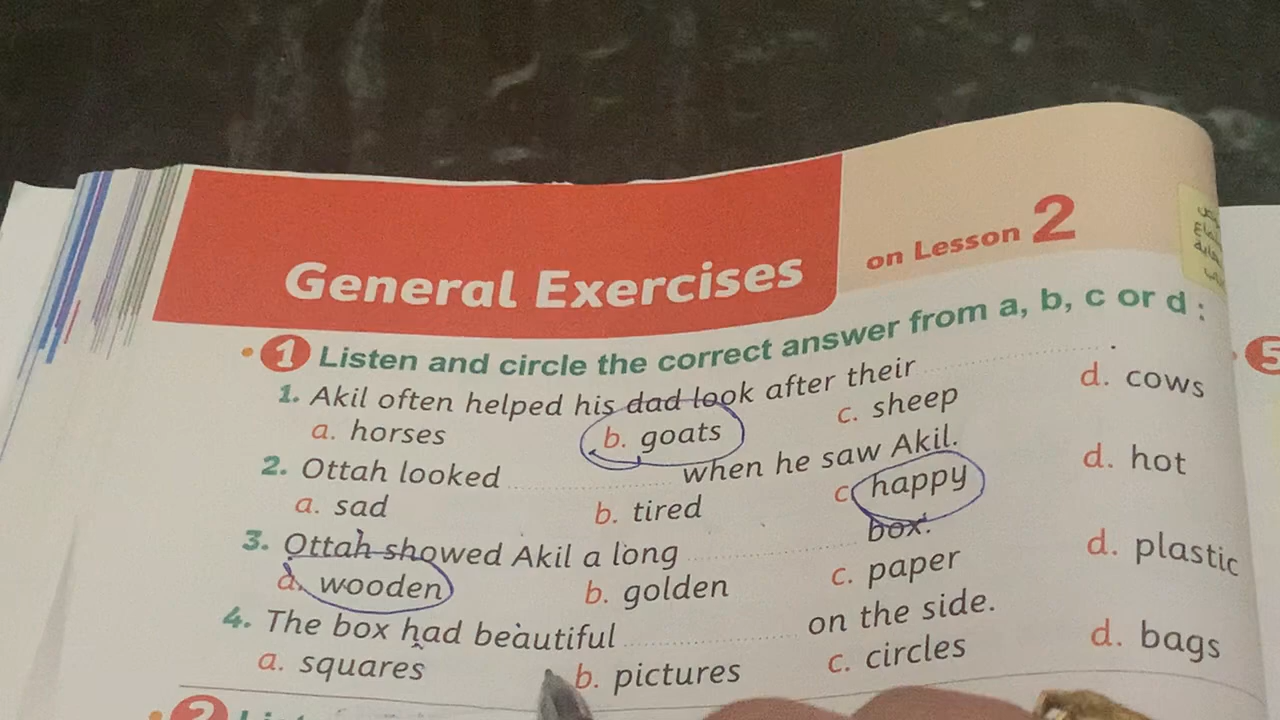 General Exercises on Lesson 2
1 Listen and circle the correct answer from a, b, c or d :
1. Akil often helped his dad look after their .................... .
a. horses b. goats c. sheep d. cows
2. Ottah looked .................... when he saw Akil.
a. sad b. tired c. happy d. hot
3. Ottah showed Akil a long .................... box.
a. wooden b. golden c. paper d. plastic
4. The box had beautiful .................... on the side.
a. squares b. pictures c. circles d. bags
2
5